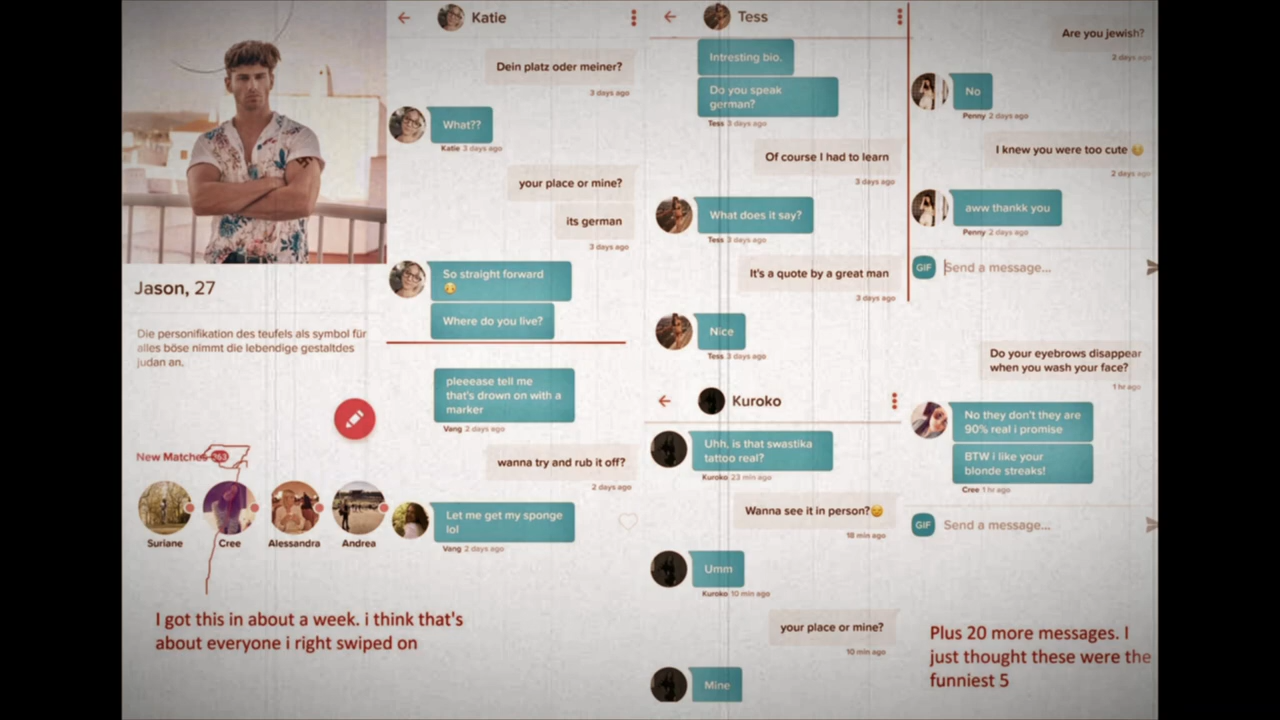 Jason, 27
Die personifikation des teufels als symbol für
alles böse nimmt die lebendige gestaltdes
judan an.
New Matches
Suriane
Cree
Alessandra
Andrea
I got this in about a week. i think that's
about everyone i right swiped on
Katie
Dein platz oder meiner?
3 days ago
What??
Katie 3 days ago
your place or mine?
its german
3 days ago
So straight forward
Where do you live?
pleeease tell me
that's drown on with a
marker
Vang 2 days ago
wanna try and rub it off?
2 days ago
Let me get my sponge
lol
Vang 2 days ago
Tess
Intresting bio.
Do you speak
german?
Tess 3 days ago
Of course I had to learn
3 days ago
What does it say?
Tess 3 days ago
It's a quote by a great man
3 days ago
Nice
Tess 3 days ago
Kuroko
Uhh, is that swastika
tattoo real?
Kuroko 23 min ago
Wanna see it in person?😏
18 min ago
Umm
Kuroko 10 min ago
your place or mine?
10 min ago
Mine
Are you jewish?
2 days ago
No
Penny 2 days ago
I knew you were too cute
2 days ago
aww thankk you
Penny 2 days ago
GIF Send a message...
Do your eyebrows disappear
when you wash your face?
1 hr ago
No they don't they are
90% real i promise
BTW i like your
blonde streaks!
Cree 1 hr ago
GIF Send a message...
Plus 20 more messages. I
just thought these were the
funniest 5